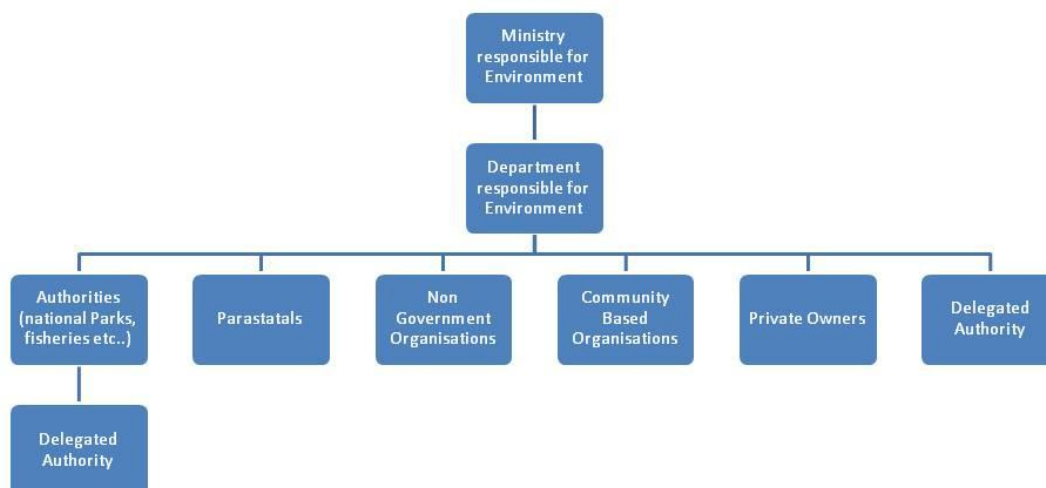 Ministry
responsible for
Environment
Department
responsible for
Environment
Authorities
(national Parks,
fisheries etc..)
Parastatals
Non
Government
Organisations
Community
Based
Organisations
Private Owners
Delegated
Authority
Delegated
Authority